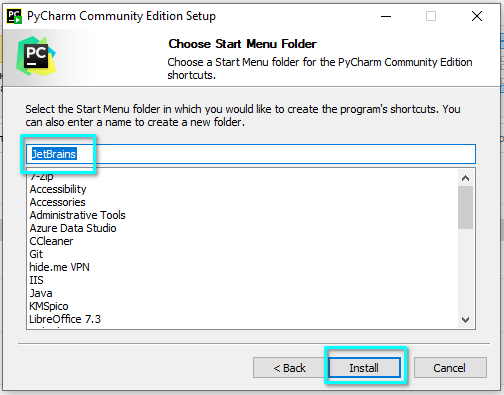 PyCharm Community Edition Setup
PC
Choose Start Menu Folder
Choose a Start Menu folder for the PyCharm Community Edition
shortcuts.
Select the Start Menu folder in which you would like to create the program's shortcuts. You
can also enter a name to create a new folder.
JetBrains
7-Zip
Accessibility
Accessories
Administrative Tools
Azure Data Studio
CCleaner
Git
hide.me VPN
IIS
Java
KMSpico
LibreOffice 7.3
< Back
Install
Cancel